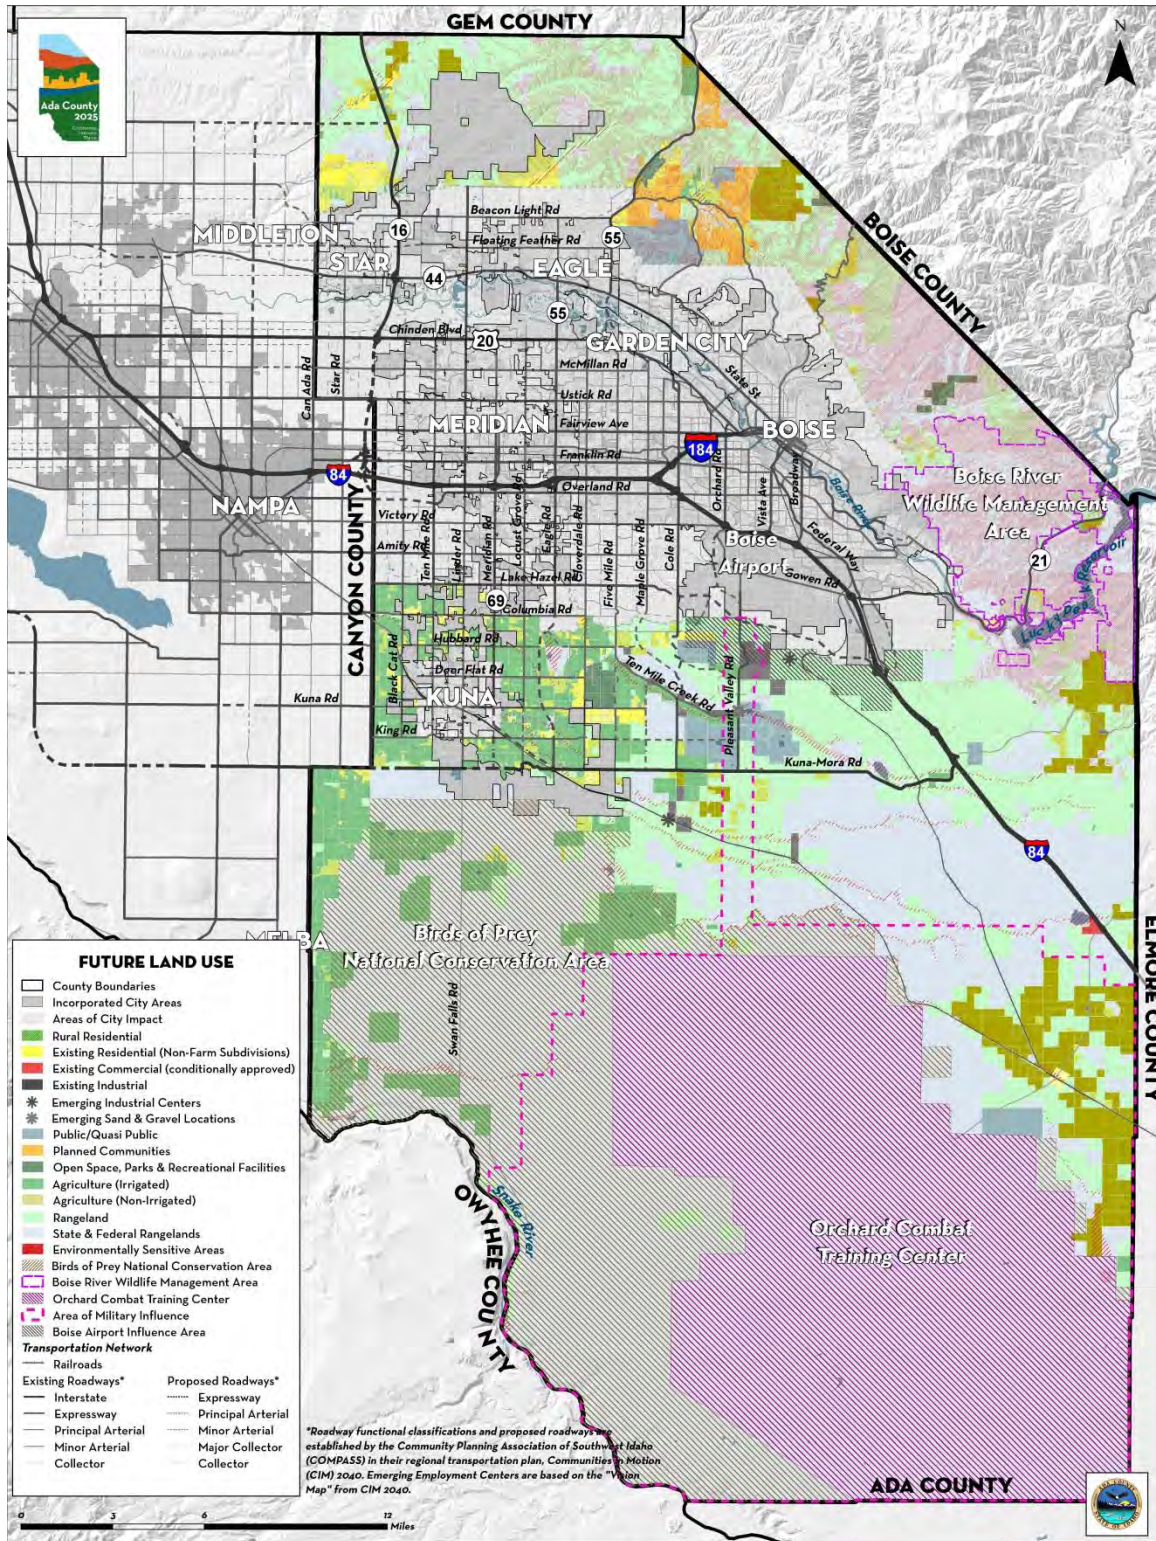 GEM COUNTY
N
Ada County
2025
BOISE COUNTY
Beacon Light Rd
MIDDLETON
16
Floating Feather Rd
55
STAR
44
EAGLE
55
Chinden Blvd
20
GARDEN CITY
McMillan Rd
State St
Can Ada Rd
Star Rd
Ustick Rd
MERIDIAN
Fairview Ave
BOISE
184
Franklin Rd
84
Overland Rd
NAMPA
Orchard Rd
Vista Ave
Broadway
Boise River
Boise River
Wildlife Management
Area
Victory Rd
Ten Mile Rd
Linder Rd
Meridian Rd
Locust Grove Rd
Eagle Rd
Cloverdale Rd
Five Mile Rd
Maple Grove Rd
Cole Rd
Amity Rd
Boise
Airport
Federal Way
Gowen Rd
21
Lucky Peak Reservoir
Lake Hazel Rd
69
Columbia Rd
CANYON COUNTY
Black Cat Rd
Hubbard Rd
Deer Flat Rd
Ten Mile Creek Rd
Pleasant Valley Rd
Kuna Rd
KUNA
King Rd
Kuna-Mora Rd
84
MELBA
Birds of Prey
National Conservation Area
Swan Falls Rd
ELMORE COUNTY
Snake River
OWYHEE COUNTY
Orchard Combat
Training Center
FUTURE LAND USE
County Boundaries
Incorporated City Areas
Areas of City Impact
Rural Residential
Existing Residential (Non-Farm Subdivisions)
Existing Commercial (conditionally approved)
Existing Industrial
Emerging Industrial Centers
Emerging Sand & Gravel Locations
Public/Quasi Public
Planned Communities
Open Space, Parks & Recreational Facilities
Agriculture (Irrigated)
Agriculture (Non-Irrigated)
Rangeland
State & Federal Rangelands
Environmentally Sensitive Areas
Birds of Prey National Conservation Area
Boise River Wildlife Management Area
Orchard Combat Training Center
Area of Military Influence
Boise Airport Influence Area
Transportation Network
Railroads
Existing Roadways*
Interstate
Expressway
Principal Arterial
Minor Arterial
Collector
Proposed Roadways*
Expressway
Principal Arterial
Minor Arterial
Major Collector
Collector
*Roadway functional classifications and proposed roadways are
established by the Community Planning Association of Southwest Idaho
(COMPASS) in their regional transportation plan, Communities in Motion
(CIM) 2040. Emerging Employment Centers are based on the "Vision
Map" from CIM 2040.
ADA COUNTY
0 3 6 12
Miles